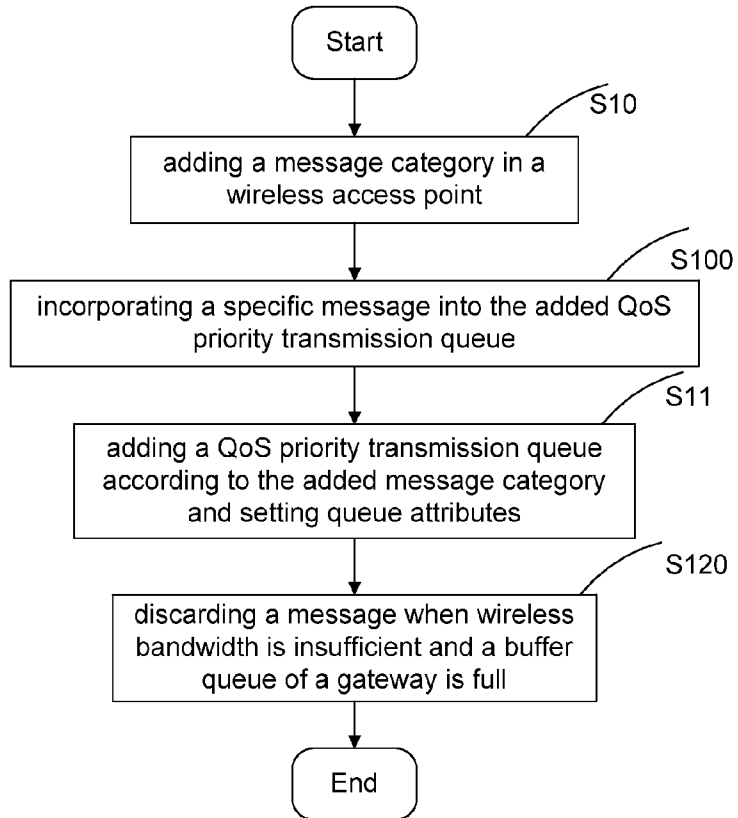 Start
S10
adding a message category in a
wireless access point
S100
incorporating a specific message into the added QoS
priority transmission queue
S11
adding a QoS priority transmission queue
according to the added message category
and setting queue attributes
S120
discarding a message when wireless
bandwidth is insufficient and a buffer
queue of a gateway is full
End